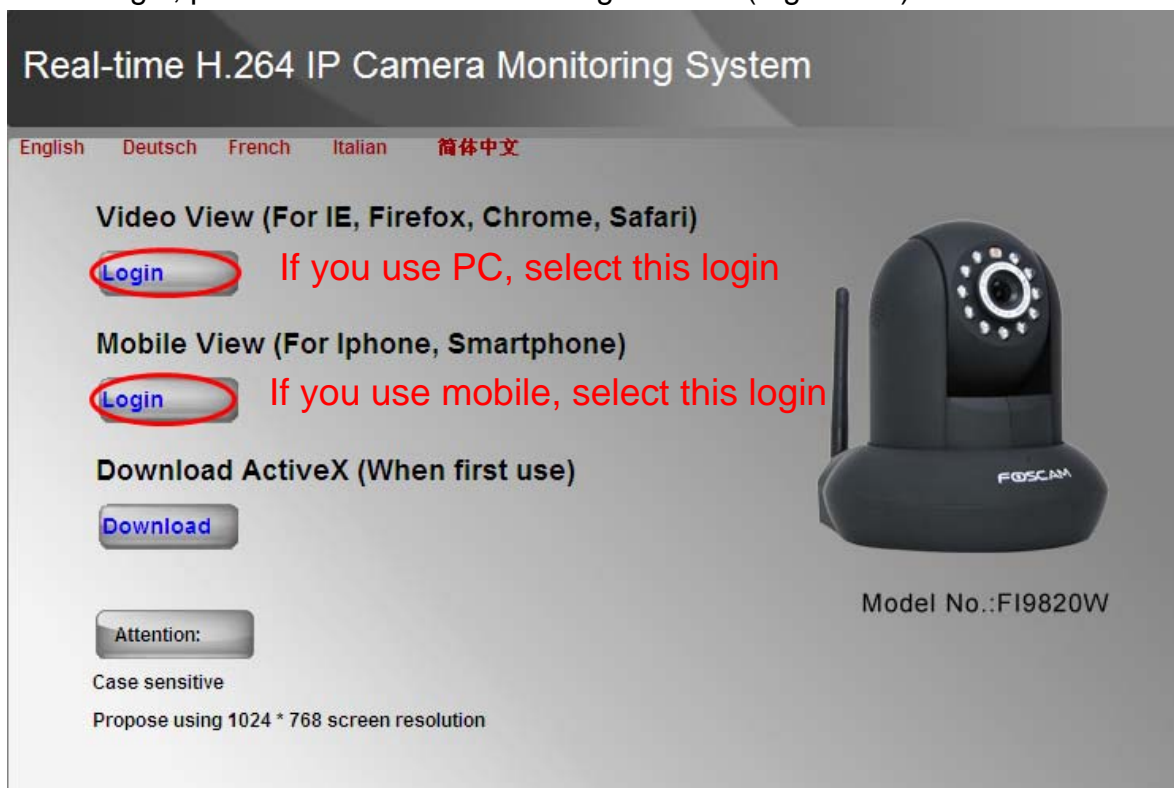 Real-time H.264 IP Camera Monitoring System
English Deutsch French Italian 简体中文
Video View (For IE, Firefox, Chrome, Safari)
Login If you use PC, select this login
Mobile View (For Iphone, Smartphone)
Login If you use mobile, select this login
Download ActiveX (When first use)
FOSCAM
Download
Model No.:FI9820W
Attention:
Case sensitive
Propose using 1024 * 768 screen resolution